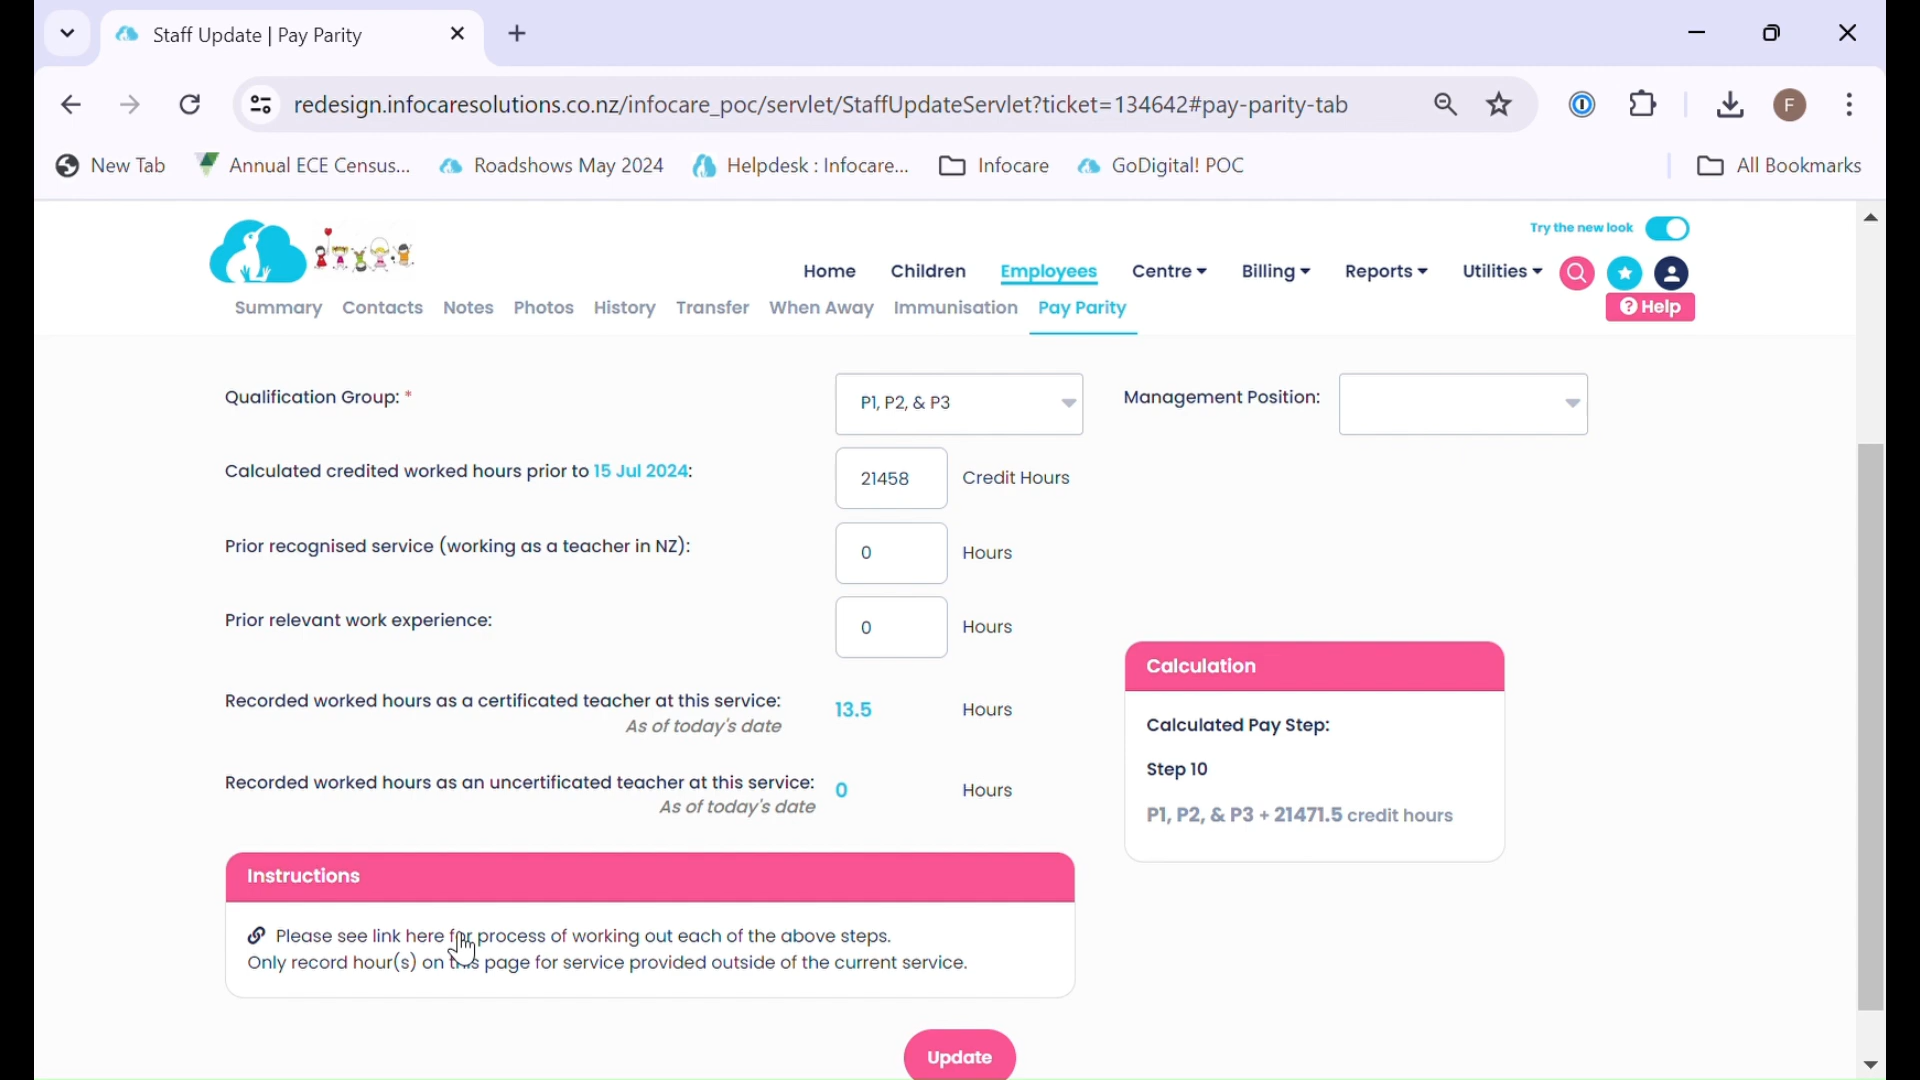 Staff Update | Pay Parity
redesign.infocaresolutions.co.nz/infocare_poc/servlet/StaffUpdateServlet?ticket=134642#pay-parity-tab
F
New Tab Annual ECE Census... Roadshows May 2024 Helpdesk : Infocare... Infocare GoDigital! POC All Bookmarks
Try the new look
Home Children Employees Centre Billing Reports Utilities
Summary Contacts Notes Photos History Transfer When Away Immunisation Pay Parity Help
Qualification Group: * P1, P2, & P3 Management Position:
Calculated credited worked hours prior to 15 Jul 2024: 21458 Credit Hours
Prior recognised service (working as a teacher in NZ): 0 Hours
Prior relevant work experience: 0 Hours
Recorded worked hours as a certificated teacher at this service: 13.5 Hours
As of today's date
Recorded worked hours as an uncertificated teacher at this service: 0 Hours
As of today's date
Calculation
Calculated Pay Step:
Step 10
P1, P2, & P3 + 21471.5 credit hours
Instructions
Please see link here for process of working out each of the above steps.
Only record hour(s) on this page for service provided outside of the current service.
Update